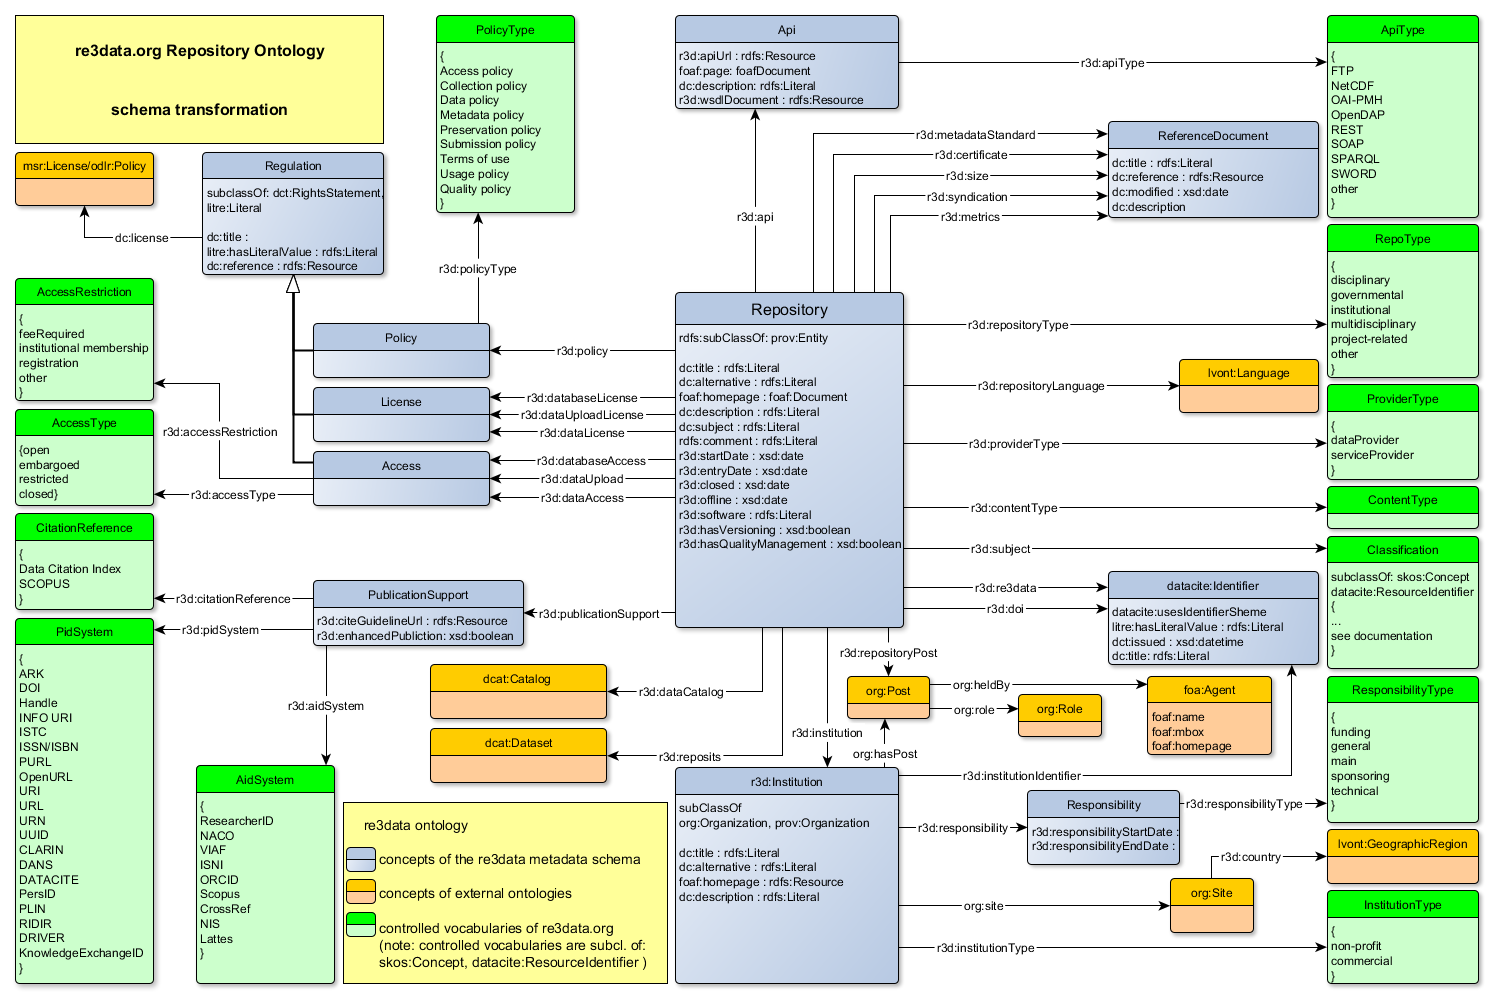 re3data.org Repository Ontology
schema transformation
PolicyType
{
Access policy
Collection policy
Data policy
Metadata policy
Preservation policy
Submission policy
Terms of use
Usage policy
Quality policy
}
Api
r3d:apiUrl : rdfs:Resource
foaf:page: foafDocument
dc:description: rdfs:Literal
r3d:wsdlDocument : rdfs:Resource
r3d:apiType
ApiType
{
FTP
NetCDF
OAI-PMH
OpenDAP
REST
SOAP
SPARQL
SWORD
other
}
msr:License/odlr:Policy
dc:license
Regulation
subclassOf: dct:RightsStatement,
litre:Literal
dc:title :
litre:hasLiteralValue : rdfs:Literal
dc:reference : rdfs:Resource
r3d:policyType
r3d:api
r3d:metadataStandard
r3d:certificate
r3d:size
r3d:syndication
r3d:metrics
ReferenceDocument
dc:title : rdfs:Literal
dc:reference : rdfs:Resource
dc:modified : xsd:date
dc:description
RepoType
{
disciplinary
governmental
institutional
multidisciplinary
project-related
other
}
AccessRestriction
{
feeRequired
institutional membership
registration
other
}
Policy
r3d:policy
License
r3d:databaseLicense
r3d:dataUploadLicense
r3d:dataLicense
Access
r3d:databaseAccess
r3d:dataUpload
r3d:dataAccess
r3d:accessRestriction
r3d:accessType
AccessType
{open
embargoed
restricted
closed}
Repository
rdfs:subClassOf: prov:Entity
dc:title : rdfs:Literal
dc:alternative : rdfs:Literal
foaf:homepage : foaf:Document
dc:description : rdfs:Literal
dc:subject : rdfs:Literal
rdfs:comment : rdfs:Literal
r3d:startDate : xsd:date
r3d:entryDate : xsd:date
r3d:closed : xsd:date
r3d:offline : xsd:date
r3d:software : rdfs:Literal
r3d:hasVersioning : xsd:boolean
r3d:hasQualityManagement : xsd:boolean
r3d:repositoryType
r3d:repositoryLanguage
lvont:Language
r3d:providerType
ProviderType
{
dataProvider
serviceProvider
}
r3d:contentType
ContentType
r3d:subject
Classification
subclassOf: skos:Concept
datacite:ResourceIdentifier
{
...
see documentation
}
r3d:re3data
r3d:doi
datacite:Identifier
datacite:usesIdentifierSheme
litre:hasLiteralValue : rdfs:Literal
dct:issued : xsd:datetime
dc:title: rdfs:Literal
CitationReference
{
Data Citation Index
SCOPUS
}
r3d:citationReference
r3d:pidSystem
PublicationSupport
r3d:citeGuidelineUrl : rdfs:Resource
r3d:enhancedPubliction: xsd:boolean
r3d:publicationSupport
PidSystem
{
ARK
DOI
Handle
INFO URI
ISTC
ISSN/ISBN
PURL
OpenURL
URI
URL
URN
UUID
CLARIN
DANS
DATACITE
PersID
PLIN
RIDIR
DRIVER
KnowledgeExchangeID
}
r3d:aidSystem
AidSystem
{
ResearcherID
NACO
VIAF
ISNI
ORCID
Scopus
CrossRef
NIS
Lattes
}
dcat:Catalog
r3d:dataCatalog
dcat:Dataset
r3d:reposits
r3d:institution
r3d:repositoryPost
org:Post
org:heldBy
org:role
org:Role
foa:Agent
foaf:name
foaf:mbox
foaf:homepage
org:hasPost
r3d:institutionIdentifier
ResponsibilityType
{
funding
general
main
sponsoring
technical
}
re3data ontology
concepts of the re3data metadata schema
concepts of external ontologies
controlled vocabularies of re3data.org
(note: controlled vocabularies are subcl. of:
skos:Concept, datacite:ResourceIdentifier )
r3d:Institution
subClassOf
org:Organization, prov:Organization
dc:title : rdfs:Literal
dc:alternative : rdfs:Literal
foaf:homepage : rdfs:Resource
dc:description : rdfs:Literal
r3d:responsibility
Responsibility
r3d:responsibilityStartDate :
r3d:responsibilityEndDate :
r3d:responsibilityType
r3d:country
lvont:GeographicRegion
org:site
org:Site
r3d:institutionType
InstitutionType
{
non-profit
commercial
}